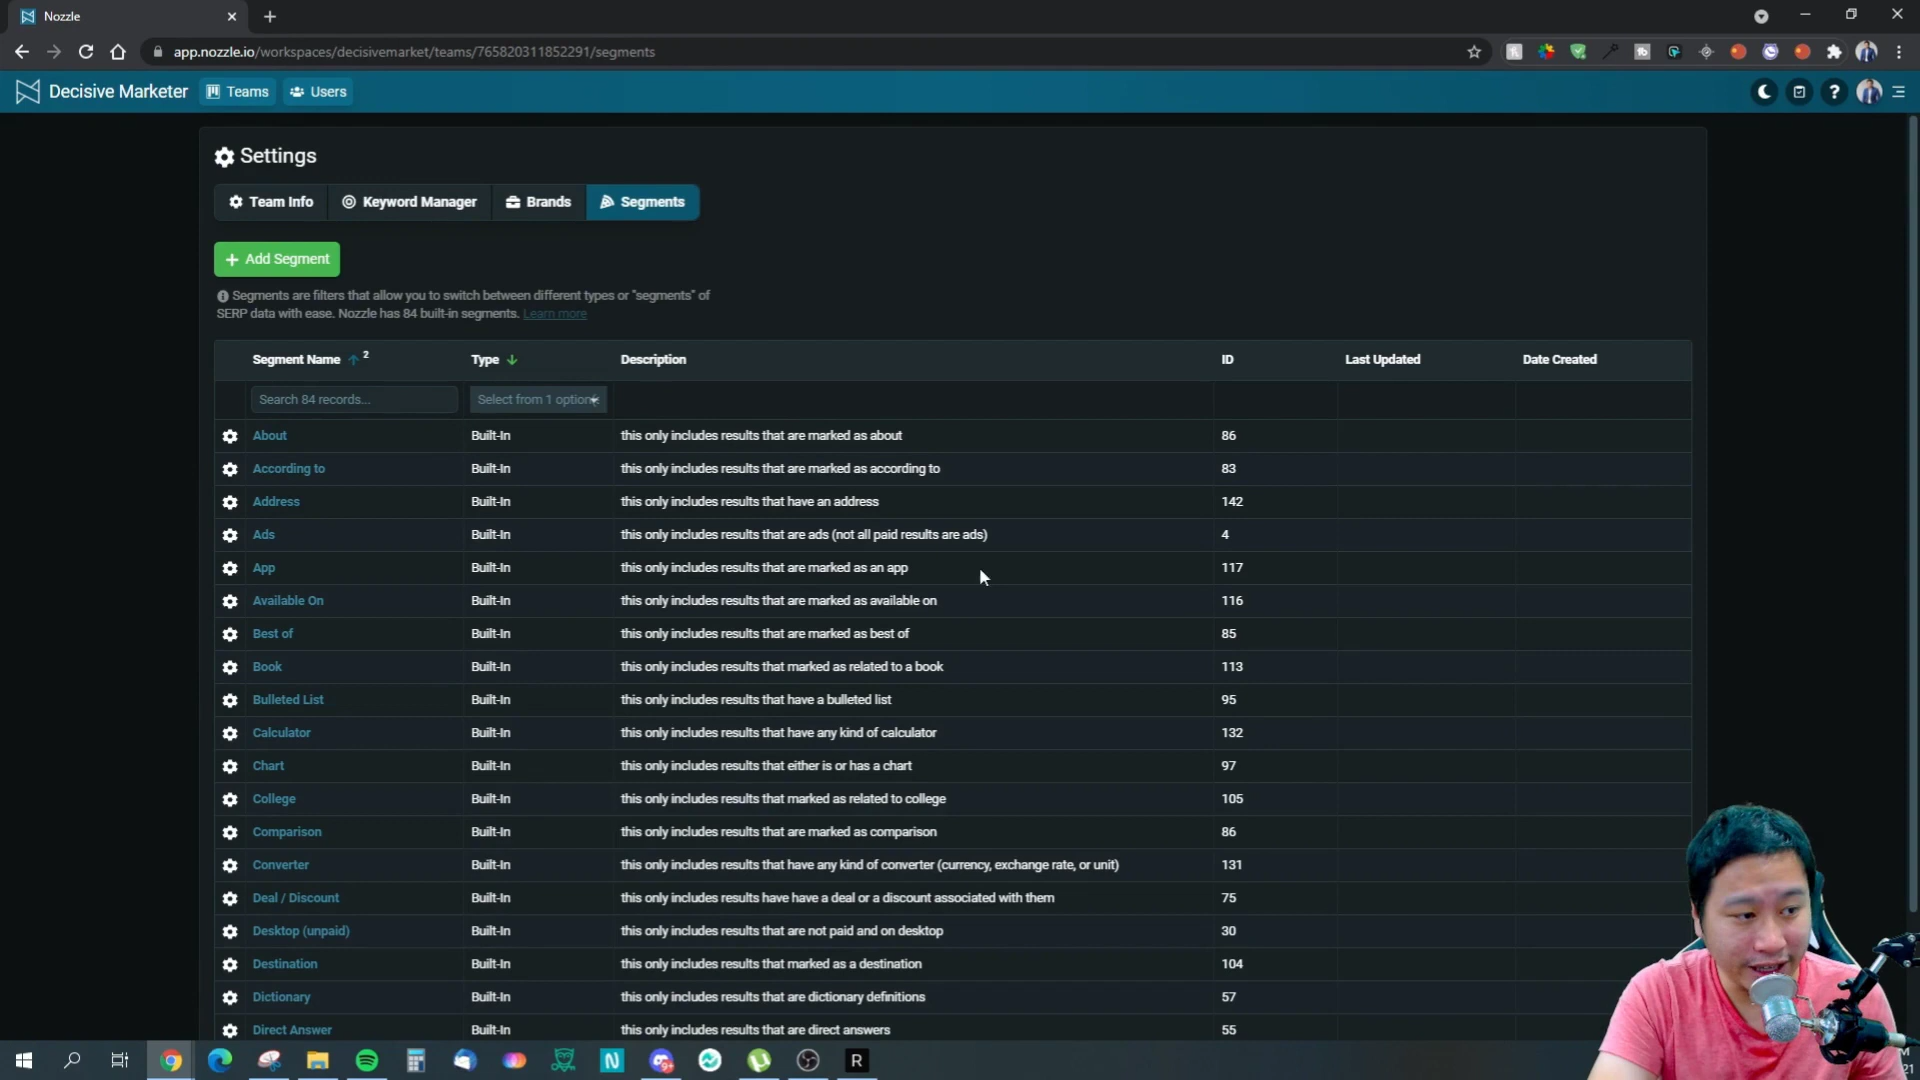 Nozzle
app.nozzle.io/workspaces/decisivemarket/teams/765820311852291/segments
Decisive Marketer
Teams
Users
Settings
Team Info
Keyword Manager
Brands
Segments
+ Add Segment
Segments are filters that allow you to switch between different types or "segments" of
SERP data with ease. Nozzle has 84 built-in segments. Learn more
Segment Name 2 Type Description ID Last Updated Date Created
Search 84 records... Select from 1 option
About Built-In this only includes results that are marked as about 86
According to Built-In this only includes results that are marked as according to 83
Address Built-In this only includes results that have an address 142
Ads Built-In this only includes results that are ads (not all paid results are ads) 4
App Built-In this only includes results that are marked as an app 117
Available On Built-In this only includes results that are marked as available on 116
Best of Built-In this only includes results that are marked as best of 85
Book Built-In this only includes results that marked as related to a book 113
Bulleted List Built-In this only includes results that have a bulleted list 95
Calculator Built-In this only includes results that have any kind of calculator 132
Chart Built-In this only includes results that either is or has a chart 97
College Built-In this only includes results that marked as related to college 105
Comparison Built-In this only includes results that are marked as comparison 86
Converter Built-In this only includes results that have any kind of converter (currency, exchange rate, or unit) 131
Deal / Discount Built-In this only includes results have have a deal or a discount associated with them 75
Desktop (unpaid) Built-In this only includes results that are not paid and on desktop 30
Destination Built-In this only includes results that marked as a destination 104
Dictionary Built-In this only includes results that are dictionary definitions 57
Direct Answer Built-In this only includes results that are direct answers 55